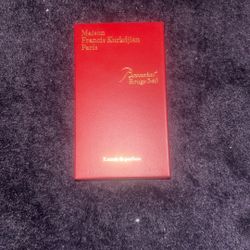 Maison
Francis Kurkdjian
Paris
Baccarat
Rouge 540
Extrait de parfum